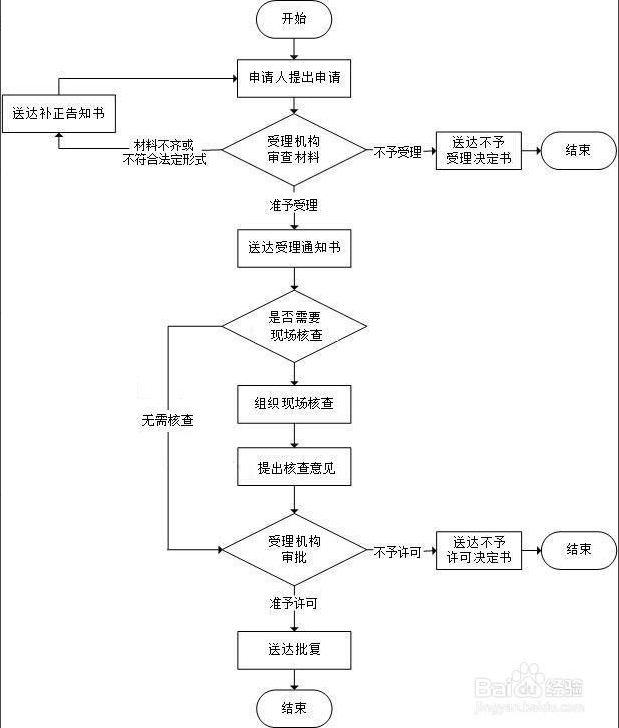 开始
申请人提出申请
送达补正告知书
材料不齐或
不符合法定形式
受理机构
审查材料
不予受理
送达不予
受理决定书
结束
准予受理
送达受理通知书
是否需要
现场核查
组织现场核查
无需核查
提出核查意见
受理机构
审批
不予许可
送达不予
许可决定书
结束
准予许可
送达批复
结束
Baidu 经验
jingyan.baidu.com